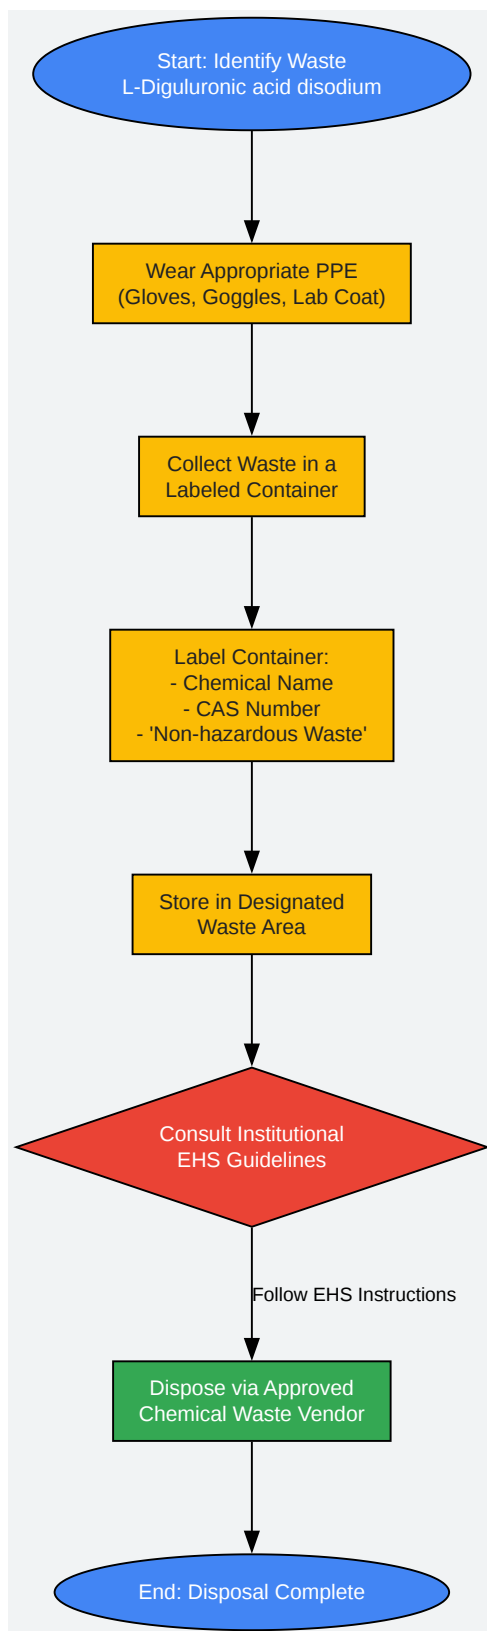 Start: Identify Waste
L-Diguluronic acid disodium
Wear Appropriate PPE
(Gloves, Goggles, Lab Coat)
Collect Waste in a
Labeled Container
Label Container:
- Chemical Name
- CAS Number
- 'Non-hazardous Waste'
Store in Designated
Waste Area
Consult Institutional
EHS Guidelines
Follow EHS Instructions
Dispose via Approved
Chemical Waste Vendor
End: Disposal Complete